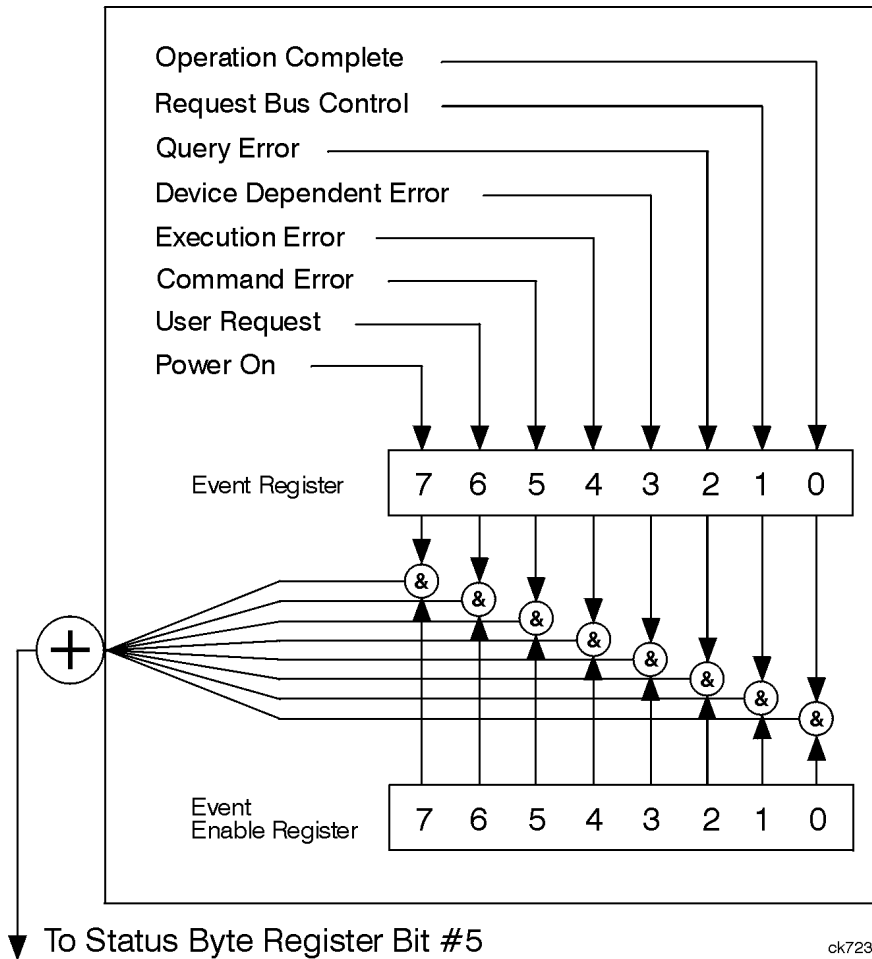 Operation Complete
Request Bus Control
Query Error
Device Dependent Error
Execution Error
Command Error
User Request
Power On
Event Register 7 6 5 4 3 2 1 0
&
&
&
&
&
&
&
&
+
Event
Enable Register 7 6 5 4 3 2 1 0
To Status Byte Register Bit #5
ck723